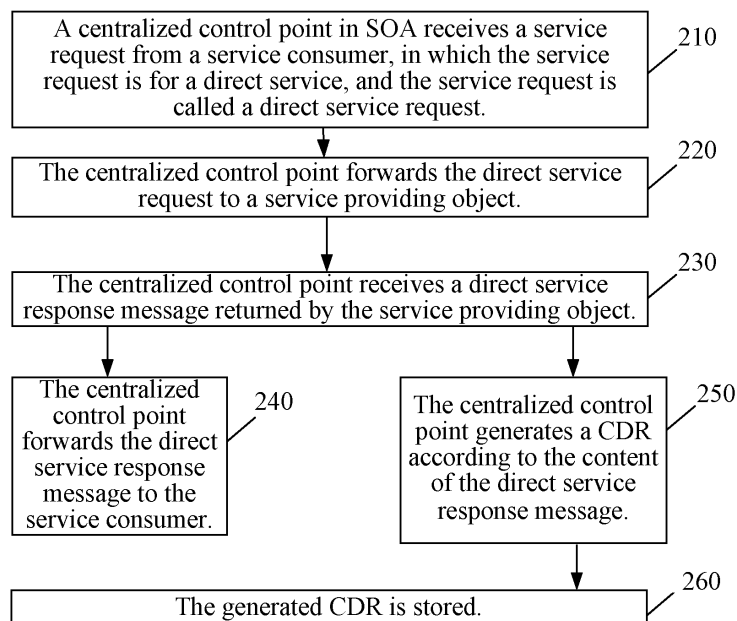 A centralized control point in SOA receives a service
request from a service consumer, in which the service
request is for a direct service, and the service request is
called a direct service request.
210
The centralized control point forwards the direct service
request to a service providing object.
220
The centralized control point receives a direct service
response message returned by the service providing object.
230
The centralized
control point
forwards the direct
service response
message to the
service consumer.
240
The centralized control
point generates a CDR
according to the content
of the direct service
response message.
250
The generated CDR is stored.
260